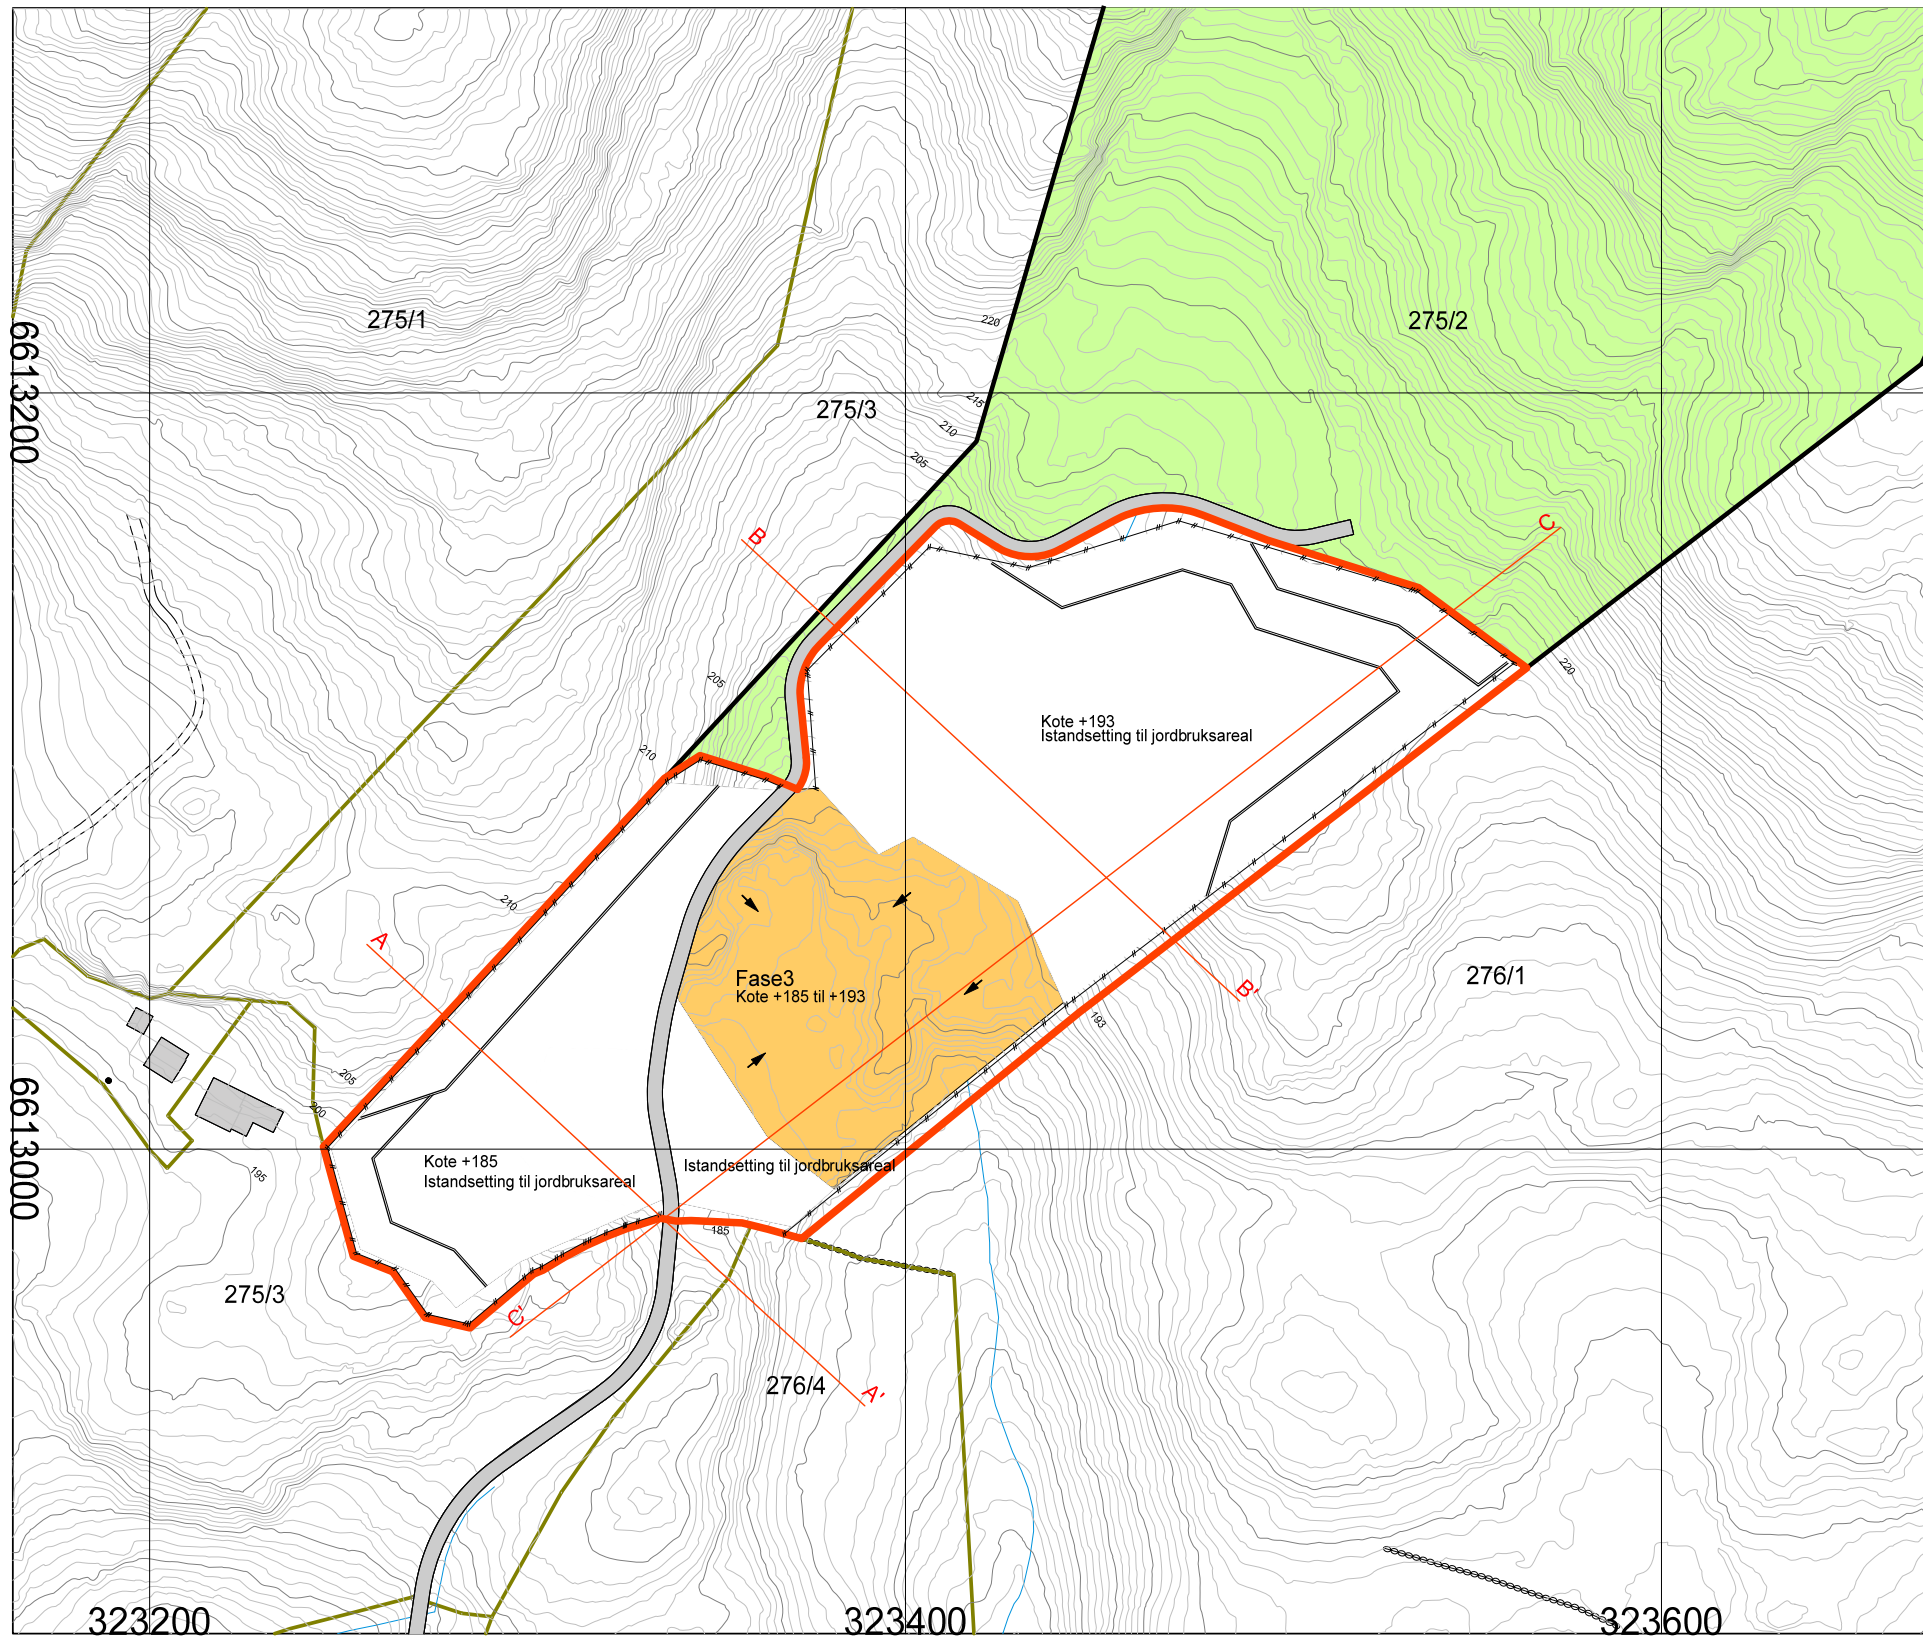 275/1
275/2
220
6613200
215
275/3
210
205
B
C
220
205
Kote +193
Istandsetting til jordbruksareal
210
210
A
Fase3
Kote +185 til +193
276/1
B'
193
205
200
6613000
195
Kote +185
Istandsetting til jordbruksareal
Istandsetting til jordbruksareal
185
275/3
C'
276/4
A'
323200
323400
323600